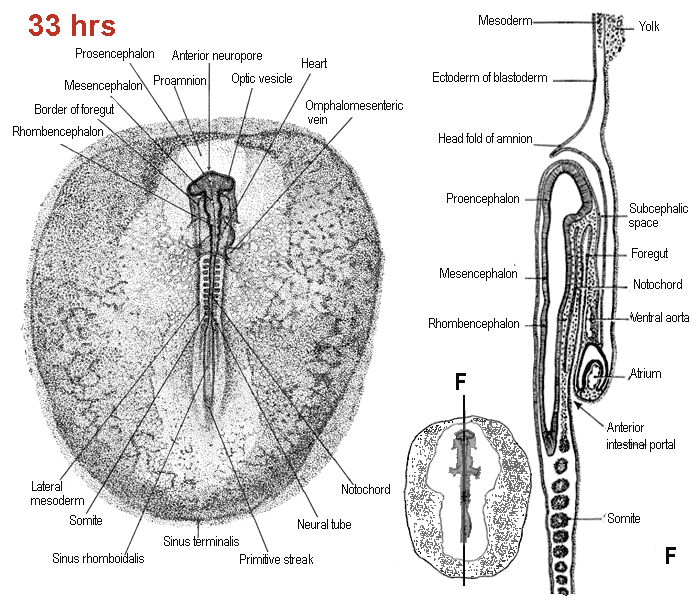 33 hrs
Prosencephalon
Anterior neuropore
Mesencephalon
Proamnion
Optic vesicle
Heart
Border of foregut
Omphalomesenteric
vein
Rhombencephalon
Lateral
mesoderm
Somite
Sinus rhomboidalis
Sinus terminalis
Primitive streak
Neural tube
Notochord
Mesoderm
Yolk
Ectoderm of blastoderm
Head fold of amnion
Proencephalon
Subcephalic
space
Foregut
Mesencephalon
Notochord
Rhombencephalon
Ventral aorta
Atrium
Anterior
intestinal portal
Somite
F
F